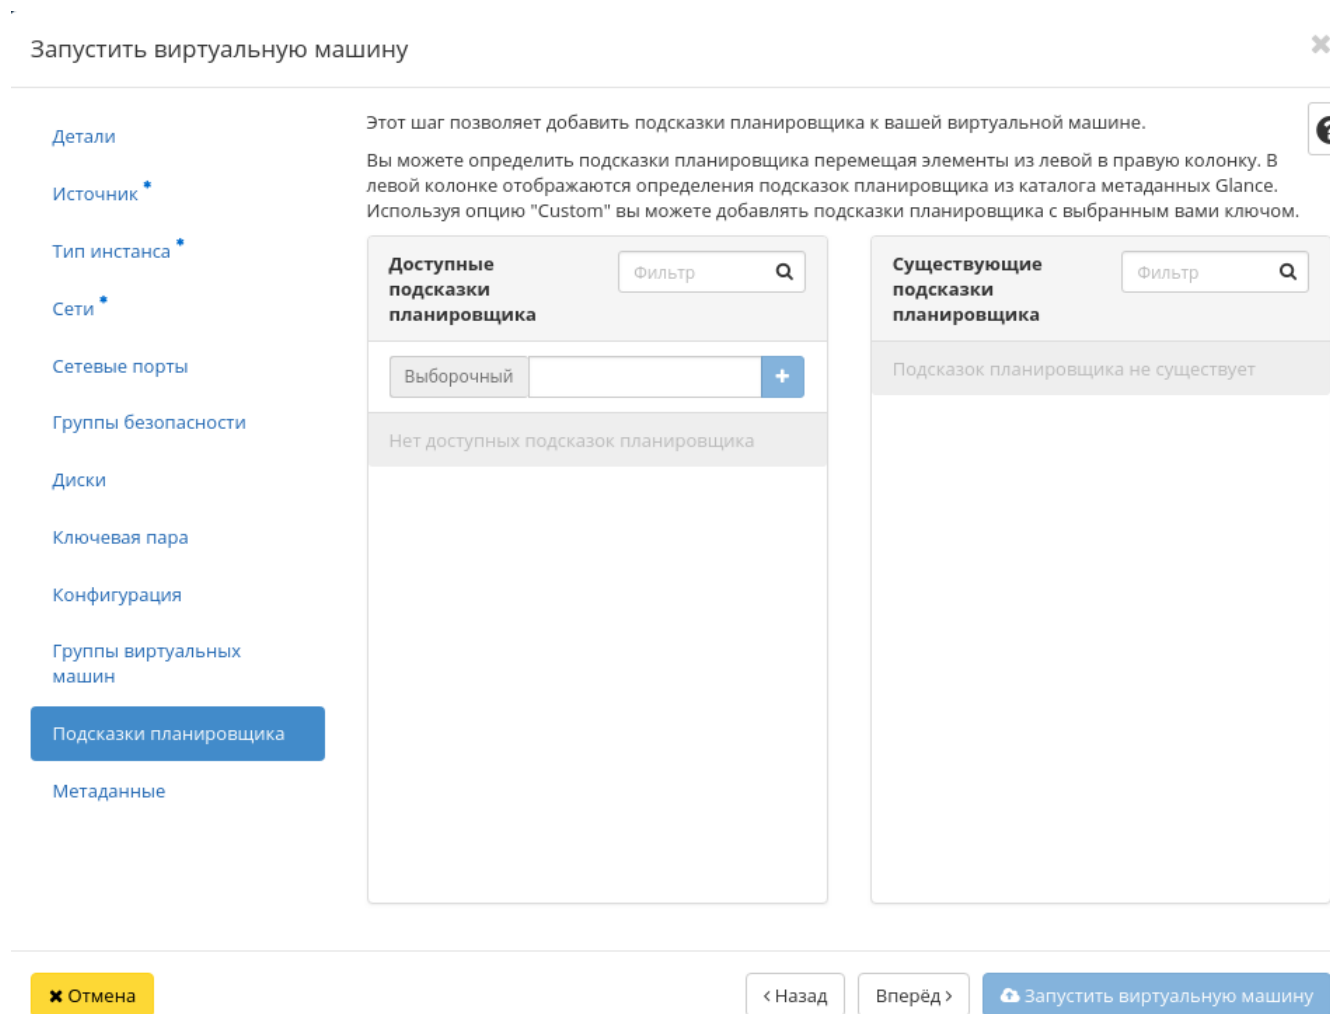 Запустить виртуальную машину
Детали
Источник *
Тип инстанса *
Сети *
Сетевые порты
Группы безопасности
Диски
Ключевая пара
Конфигурация
Группы виртуальных
машин
Подсказки планировщика
Метаданные
Этот шаг позволяет добавить подсказки планировщика к вашей виртуальной машине.
Вы можете определить подсказки планировщика перемещая элементы из левой в правую колонку. В
левой колонке отображаются определения подсказок планировщика из каталога метаданных Glance.
Используя опцию "Custom" вы можете добавлять подсказки планировщика с выбранным вами ключом.
Доступные
подсказки
планировщика
Фильтр
Выборочный
+
Нет доступных подсказок планировщика
Существующие
подсказки
планировщика
Фильтр
Подсказок планировщика не существует
✖ Отмена
< Назад
Вперёд >
Запустить виртуальную машину